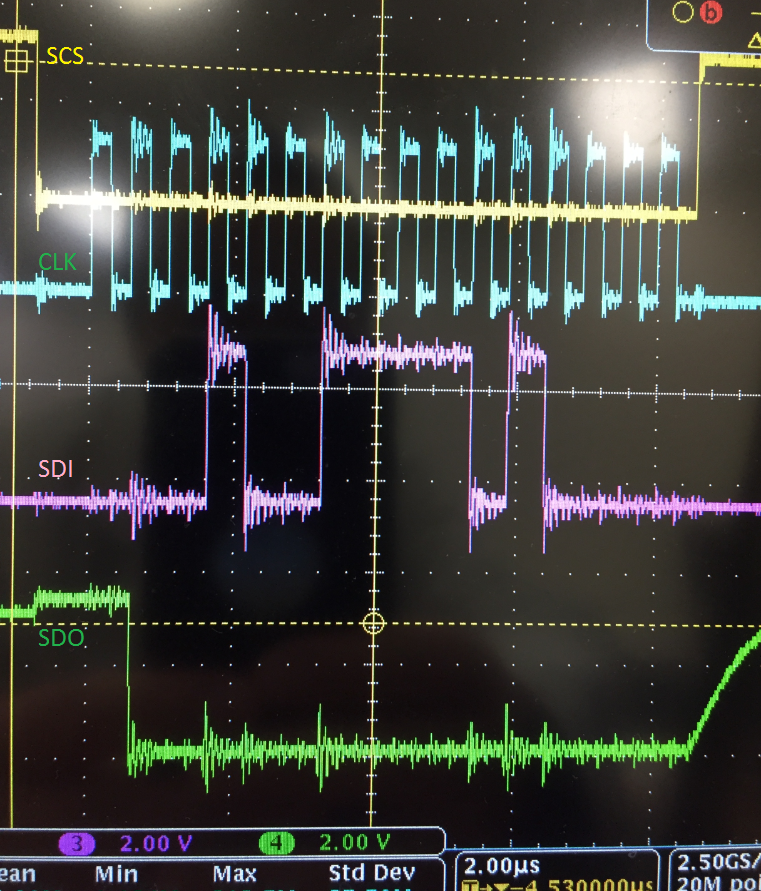 b
SCS
CLK
SDI
SDO
3 2.00 V 4 2.00 V
Min Max Std Dev
2.00µs
-4.530000µs
2.50GS/
20M poi